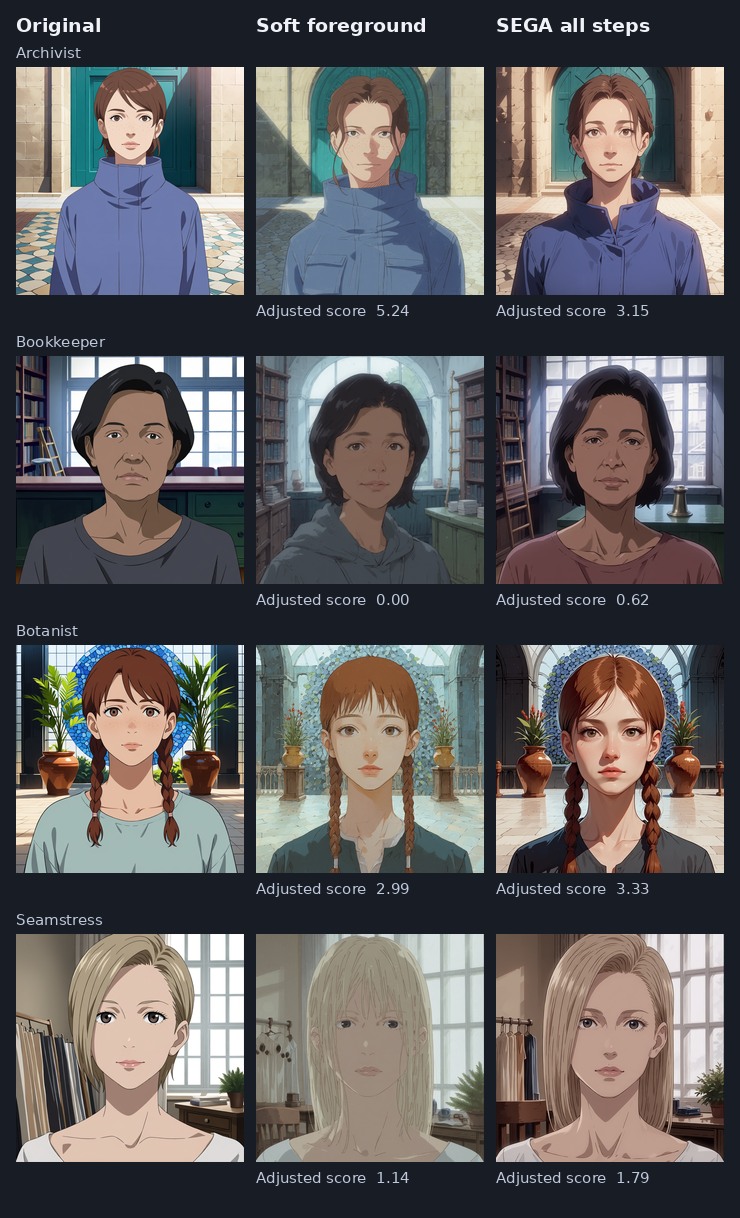 Original Soft foreground SEGA all steps
Archivist
Adjusted score 5.24 Adjusted score 3.15
Bookkeeper
Adjusted score 0.00 Adjusted score 0.62
Botanist
Adjusted score 2.99 Adjusted score 3.33
Seamstress
Adjusted score 1.14 Adjusted score 1.79